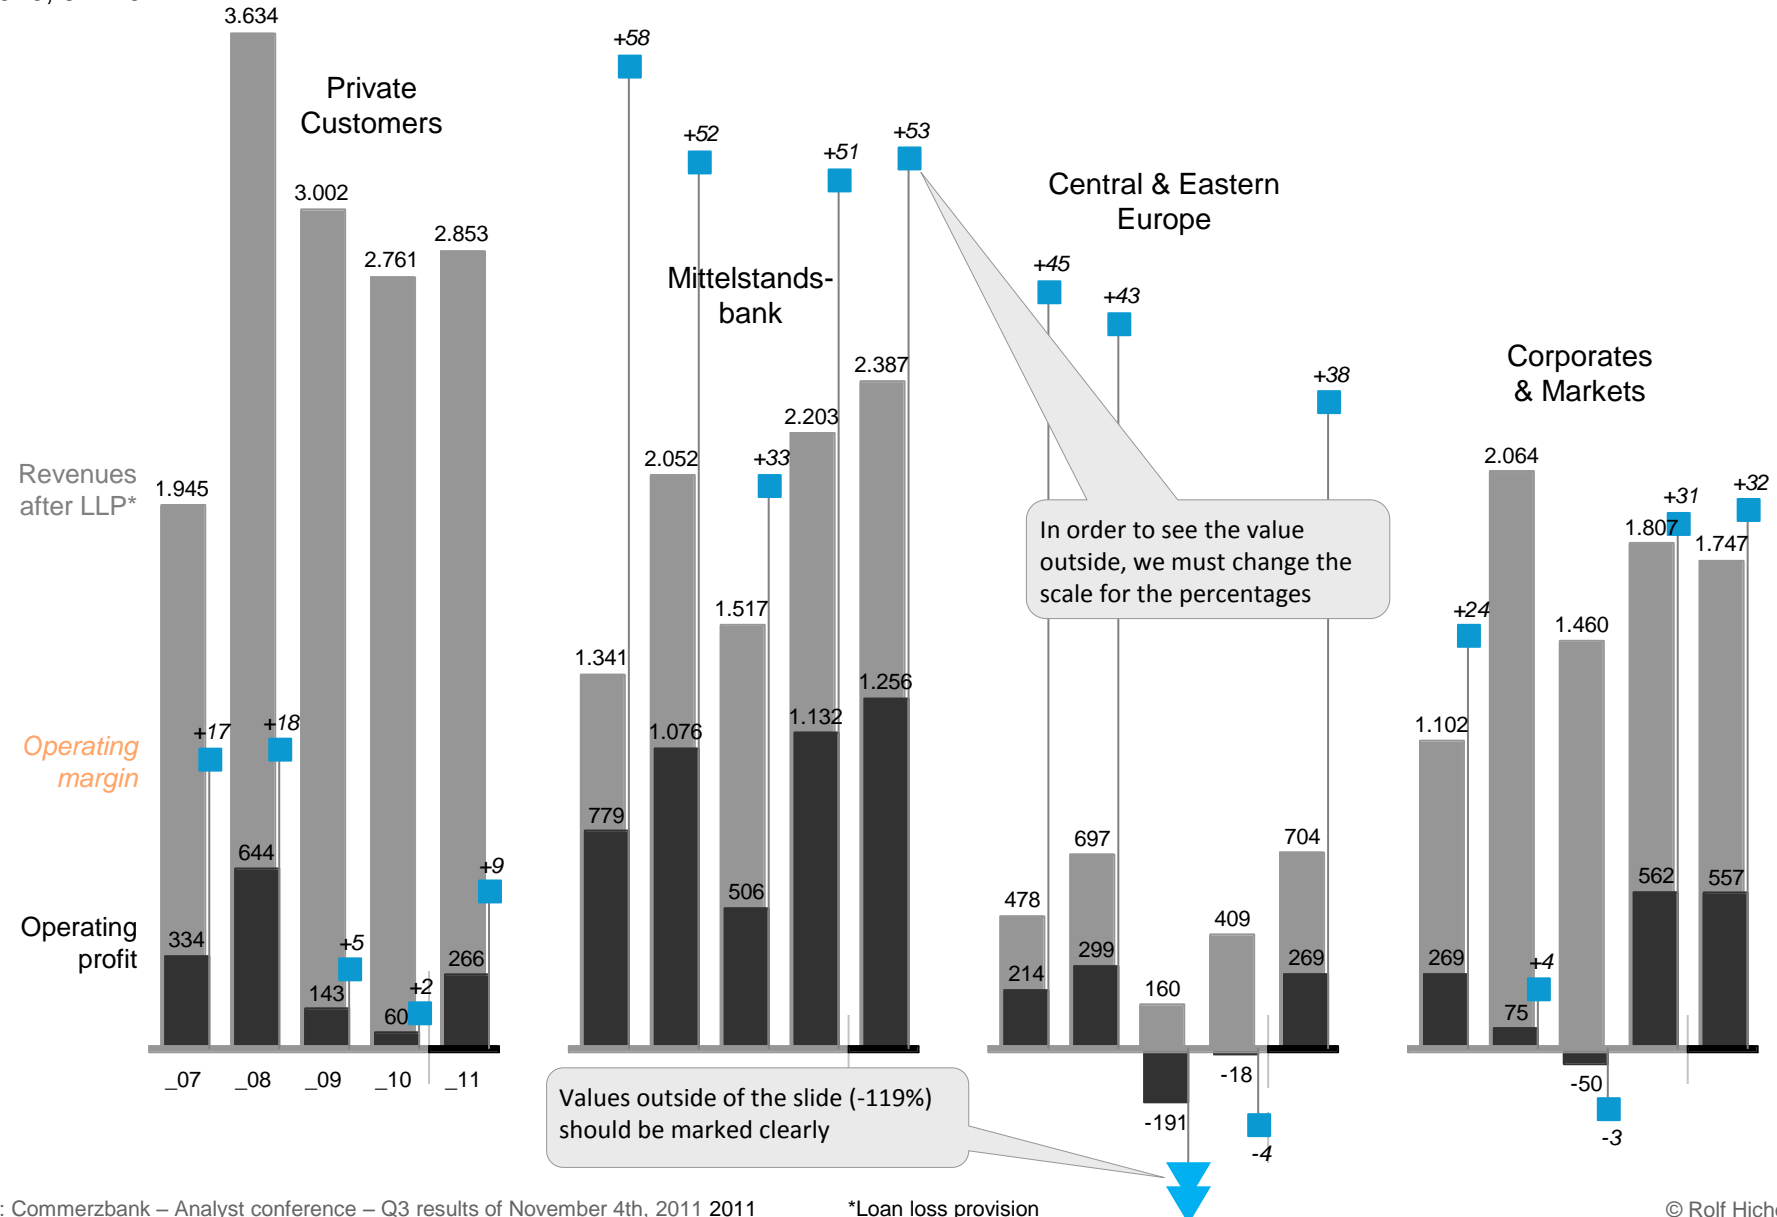 3.634
+58
Private
Customers
+52
+51
+53
Central & Eastern
Europe
3.002
2.853
2.761
Mittelstands-
bank
+45
+43
Corporates
& Markets
2.387
+38
2.203
2.052
+33
2.064
+32
+31
Revenues
after LLP*
1.945
In order to see the value
outside, we must change the
scale for the percentages
1.807
1.747
1.517
+24
1.460
1.341
1.256
1.132
1.076
1.102
Operating
margin
+17
+18
779
697
704
644
+9
506
562
557
478
409
Operating
profit
334
+5
266
299
269
269
+4
214
143
160
60
+2
75
_07
_08
_09
_10
_11
-18
-50
Values outside of the slide (-119%)
should be marked clearly
-191
-4
-3
: Commerzbank – Analyst conference – Q3 results of November 4th, 2011 2011
*Loan loss provision
© Rolf